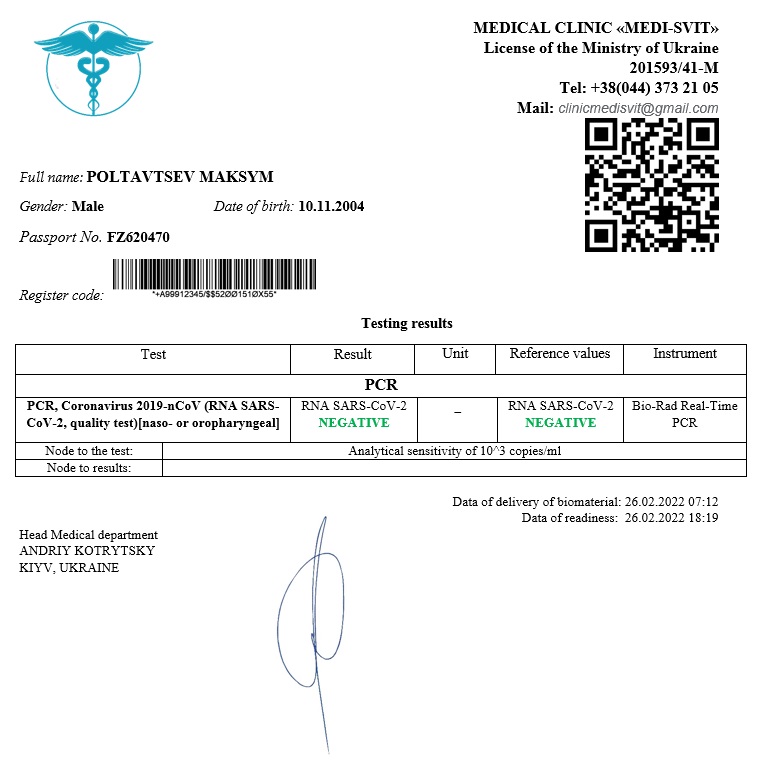 MEDICAL CLINIC «MEDI-SVIT»
License of the Ministry of Ukraine
201593/41-M
Tel: +38(044) 373 21 05
Mail: clinicmedisvit@gmail.com
Full name: POLTAVTSEV MAKSYM
Gender: Male Date of birth: 10.11.2004
Passport No. FZ620470
Register code: *+A99912345/$$52ØØ151ØX55*
Testing results
Test Result Unit Reference values Instrument
PCR
PCR, Coronavirus 2019-nCoV (RNA SARS- RNA SARS-CoV-2 – RNA SARS-CoV-2 Bio-Rad Real-Time
CoV-2, quality test)[naso- or oropharyngeal] NEGATIVE NEGATIVE PCR
Node to the test: Analytical sensitivity of 10^3 copies/ml
Node to results:
Data of delivery of biomaterial: 26.02.2022 07:12
Data of readiness: 26.02.2022 18:19
Head Medical department
ANDRIY KOTRYTSKY
KIYV, UKRAINE